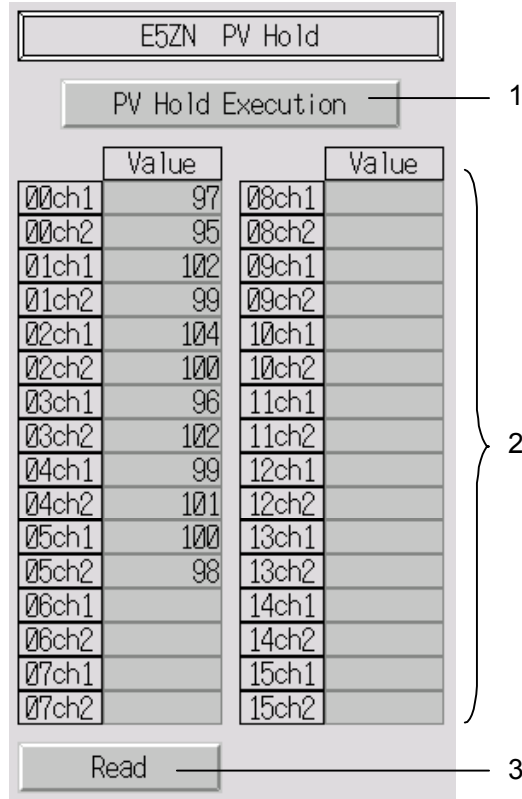 E5ZN PV Hold
PV Hold Execution
1
Value Value
00ch1 97 08ch1
00ch2 95 08ch2
01ch1 102 09ch1
01ch2 99 09ch2
02ch1 104 10ch1
02ch2 100 10ch2
03ch1 96 11ch1
03ch2 102 11ch2
2
04ch1 99 12ch1
04ch2 101 12ch2
05ch1 100 13ch1
05ch2 98 13ch2
06ch1 14ch1
06ch2 14ch2
07ch1 15ch1
07ch2 15ch2
Read
3